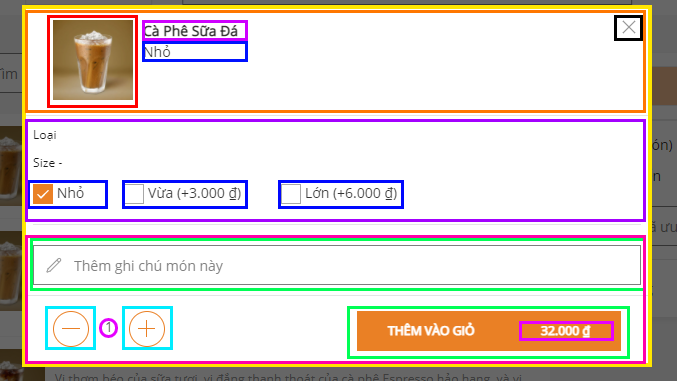 Cà Phê Sữa Đá
Nhỏ
Loại
Size -
Nhỏ Vừa (+3.000 ₫) Lớn (+6.000 ₫)
Thêm ghi chú món này
1 THÊM VÀO GIỎ 32.000 ₫
Vị thơm béo của sữa tươi, vị đắng thanh thoát của cà phê Espresso hảo hạng, và vị